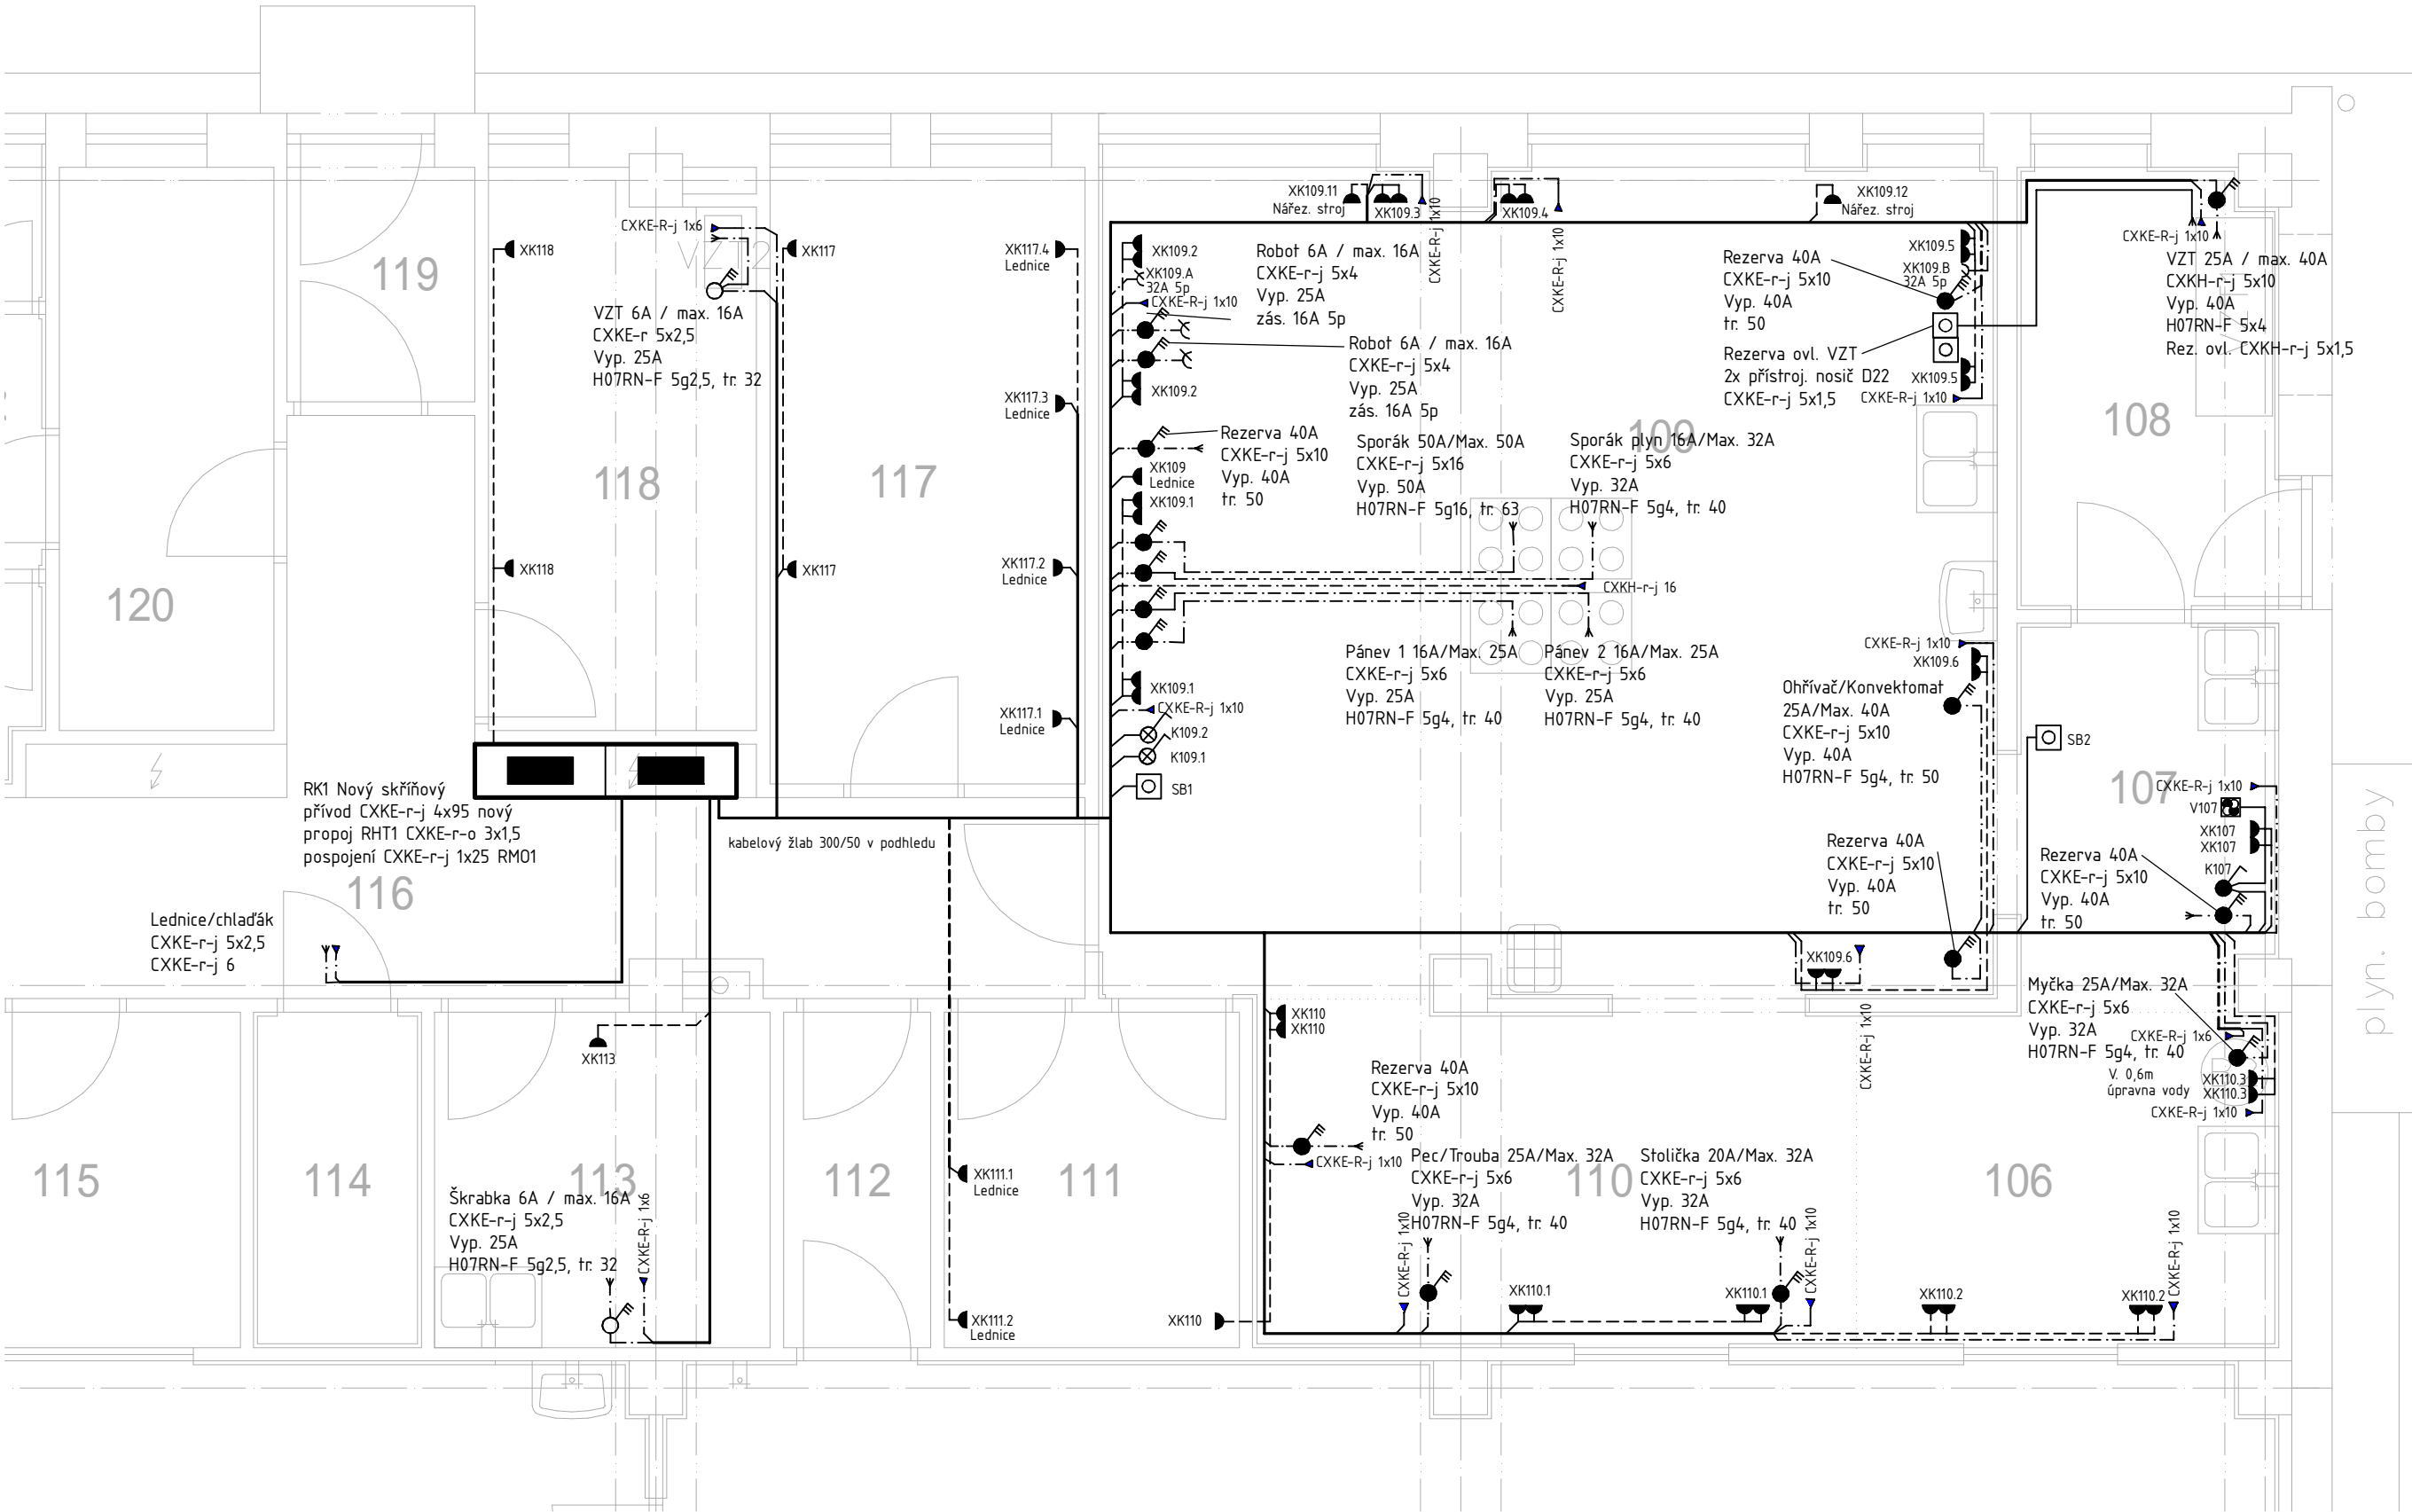 119
120
118
117
109
108
107
116
115
114
113
112
111
110
106
CXKE-R-j 1x6
XK118
XK118
VZT 6A / max. 16A
CXKE-r 5x2,5
Vyp. 25A
H07RN-F 5g2,5, tr. 32
XK117
XK117
XK117.4
Lednice
XK117.3
Lednice
XK117.2
Lednice
XK117.1
Lednice
RK1 Nový skříňový
přívod CXKE-r-j 4x95 nový
propoj RHT1 CXKE-r-o 3x1,5
pospojení CXKE-r-j 1x25 RMO1
kabelový žlab 300/50 v podhledu
Lednice/chlaďák
CXKE-r-j 5x2,5
CXKE-r-j 6
XK113
Škrabka 6A / max. 16A
CXKE-r-j 5x2,5
Vyp. 25A
H07RN-F 5g2,5, tr. 32
CXKE-R-j 1x6
XK111.1
Lednice
XK111.2
Lednice
XK109.11
Nářez. stroj
XK109.3
CXKE-R-j 1x10
XK109.4
CXKE-R-j 1x10
XK109.12
Nářez. stroj
XK109.2
XK109.A
32A 5p
CXKE-R-j 1x10
Robot 6A / max. 16A
CXKE-r-j 5x4
Vyp. 25A
zás. 16A 5p
Robot 6A / max. 16A
CXKE-r-j 5x4
Vyp. 25A
zás. 16A 5p
XK109.2
Rezerva 40A
CXKE-r-j 5x10
Vyp. 40A
tr. 50
XK109
Lednice
XK109.1
Sporák 50A/Max. 50A
CXKE-r-j 5x16
Vyp. 50A
H07RN-F 5g16, tr. 63
Sporák plyn 16A/Max. 32A
CXKE-r-j 5x6
Vyp. 32A
H07RN-F 5g4, tr. 40
CXKH-r-j 16
Pánev 1 16A/Max. 25A
CXKE-r-j 5x6
Vyp. 25A
H07RN-F 5g4, tr. 40
Pánev 2 16A/Max. 25A
CXKE-r-j 5x6
Vyp. 25A
H07RN-F 5g4, tr. 40
XK109.1
CXKE-R-j 1x10
K109.2
K109.1
SB1
Rezerva 40A
CXKE-r-j 5x10
Vyp. 40A
tr. 50
Rezerva ovl. VZT
2x přístroj. nosič D22
CXKE-r-j 5x1,5
XK109.5
XK109.B
32A 5p
XK109.5
CXKE-R-j 1x10
CXKE-R-j 1x10
VZT 25A / max. 40A
CXKH-r-j 5x10
Vyp. 40A
H07RN-F 5x4
Rez. ovl. CXKH-r-j 5x1,5
CXKE-R-j 1x10
XK109.6
Ohřívač/Konvektomat
25A/Max. 40A
CXKE-r-j 5x10
Vyp. 40A
H07RN-F 5g4, tr. 50
SB2
CXKE-R-j 1x10
V107
XK107
XK107
K107
Rezerva 40A
CXKE-r-j 5x10
Vyp. 40A
tr. 50
Rezerva 40A
CXKE-r-j 5x10
Vyp. 40A
tr. 50
plyn. bomby
XK109.6
CXKE-R-j 1x10
Myčka 25A/Max. 32A
CXKE-r-j 5x6
Vyp. 32A
H07RN-F 5g4, tr. 40
CXKE-R-j 1x6
V. 0,6m
úpravna vody
XK110.3
XK110.3
CXKE-R-j 1x10
XK110
XK110
Rezerva 40A
CXKE-r-j 5x10
Vyp. 40A
tr. 50
CXKE-R-j 1x10
Pec/Trouba 25A/Max. 32A
CXKE-r-j 5x6
Vyp. 32A
H07RN-F 5g4, tr. 40
CXKE-R-j 1x10
Stolička 20A/Max. 32A
CXKE-r-j 5x6
Vyp. 32A
H07RN-F 5g4, tr. 40
CXKE-R-j 1x10
XK110
XK110.1
XK110.1
XK110.2
XK110.2
CXKE-R-j 1x10